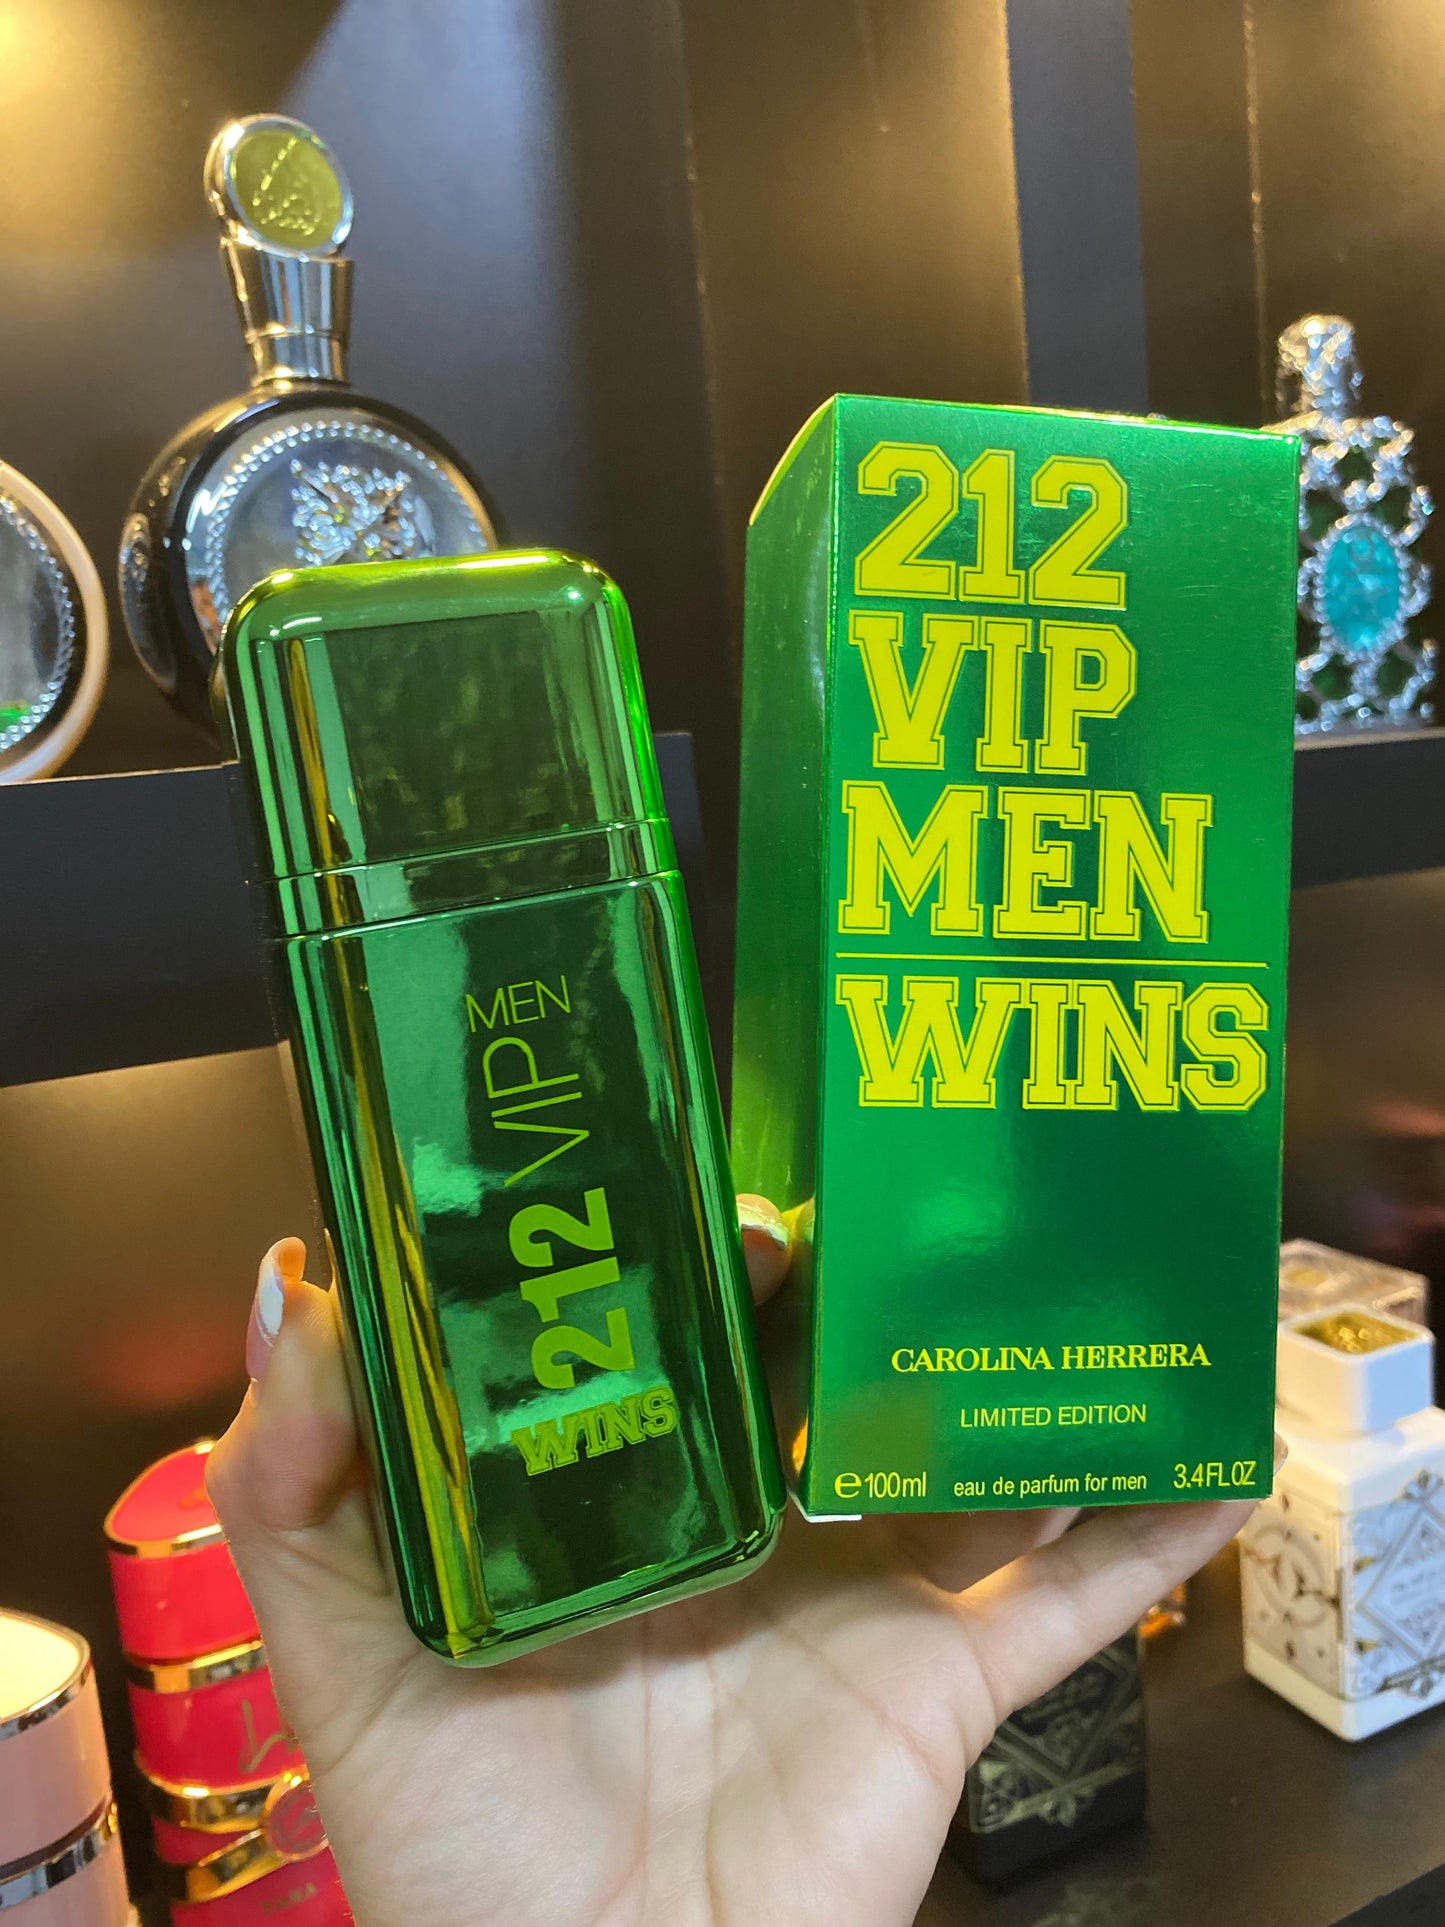 MEN
212 VIP
WINS
212
VIP
MEN
WINS
CAROLINA HERRERA
LIMITED EDITION
e100ml eau de parfum for men 3.4FLOZ
YARA